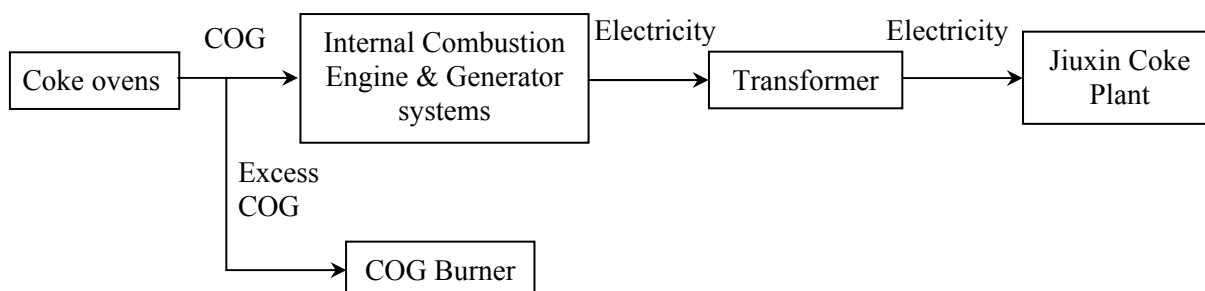 COG
Coke ovens
Internal Combustion
Engine & Generator
systems
Electricity
Transformer
Electricity
Jiuxin Coke
Plant
Excess
COG
COG Burner